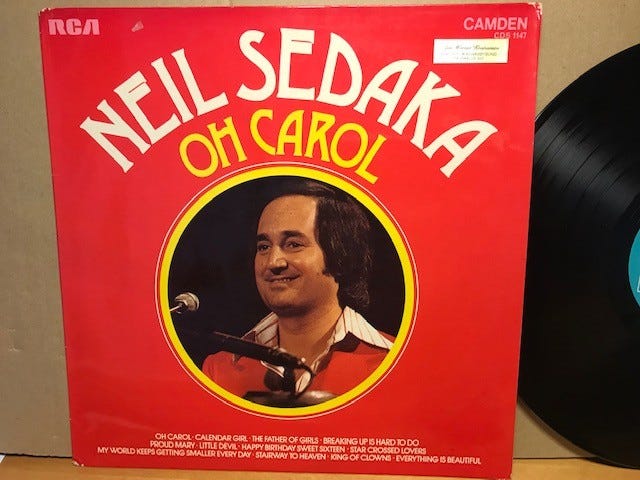 RCA
CAMDEN
CDS 1147
NEIL SEDAKA
OH CAROL
OH CAROL · CALENDAR GIRL · THE FATHER OF GIRLS · BREAKING UP IS HARD TO DO
PROUD MARY · LITTLE DEVIL · HAPPY BIRTHDAY SWEET SIXTEEN · STAR CROSSED LOVERS
MY WORLD KEEPS GETTING SMALLER EVERY DAY · STAIRWAY TO HEAVEN · KING OF CLOWNS · EVERYTHING IS BEAUTIFUL